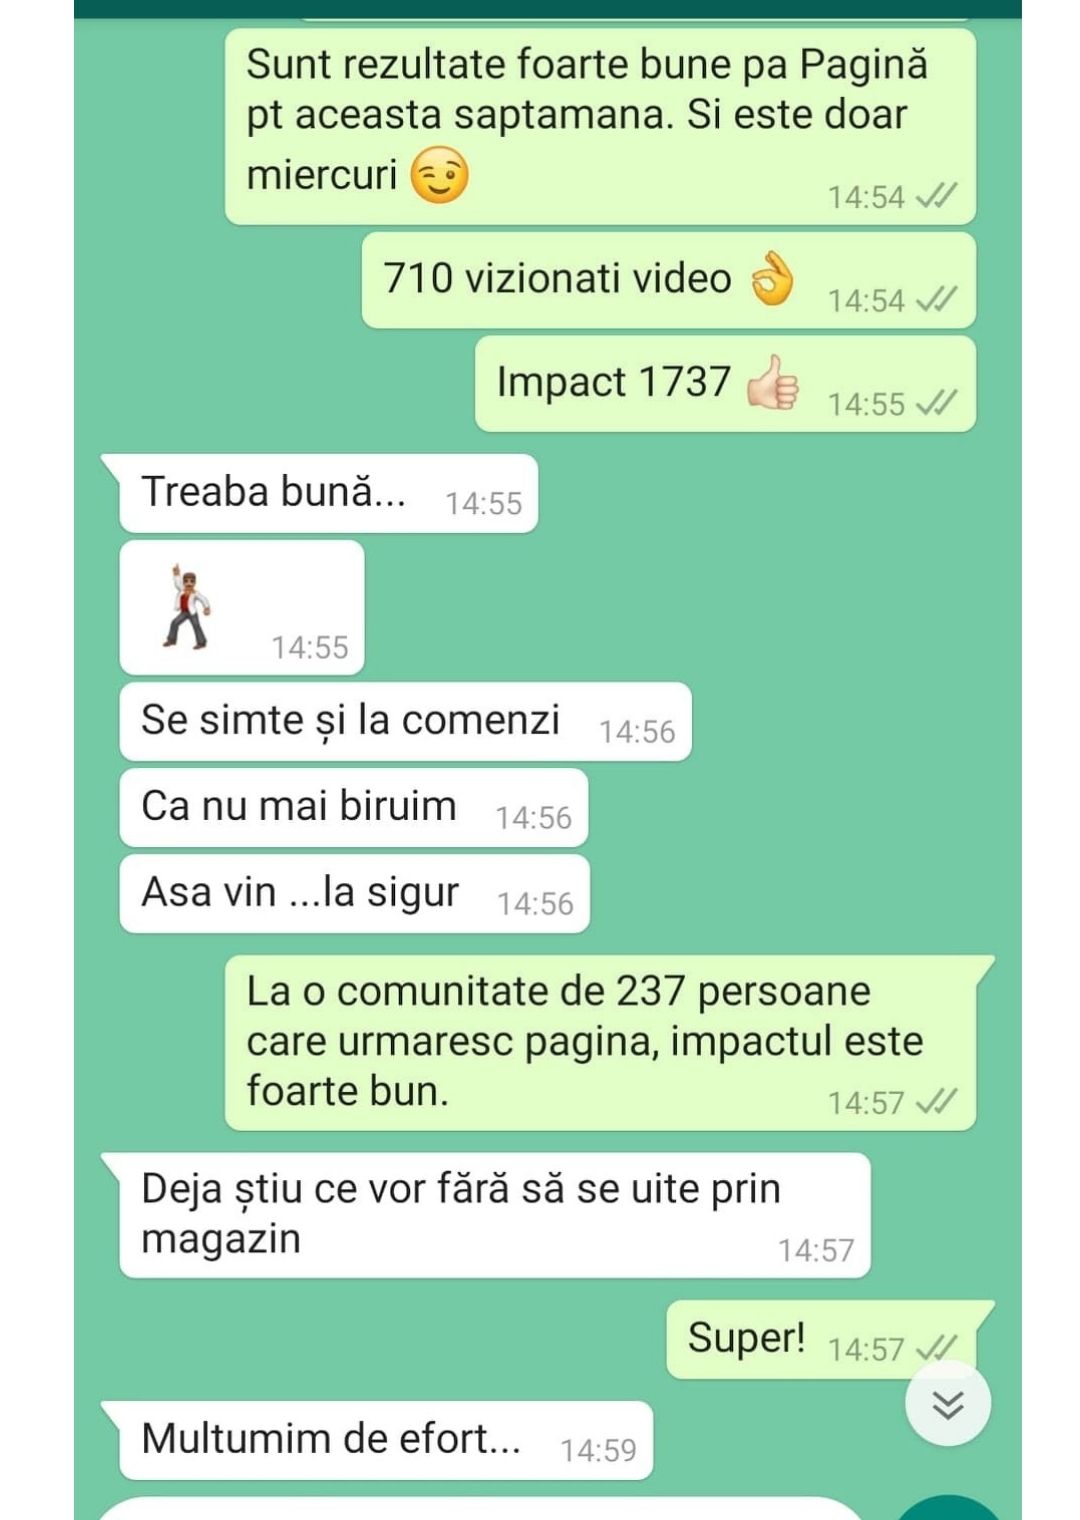 Sunt rezultate foarte bune pa Pagină
pt aceasta saptamana. Si este doar
miercuri 😉
14:54
710 vizionati video 👌
14:54
Impact 1737 👍🏻
14:55
Treaba bună...
14:55
🕺🏽
14:55
Se simte și la comenzi
14:56
Ca nu mai biruim
14:56
Asa vin ...la sigur
14:56
La o comunitate de 237 persoane
care urmaresc pagina, impactul este
foarte bun.
14:57
Deja știu ce vor fără să se uite prin
magazin
14:57
Super!
14:57
Multumim de efort...
14:59